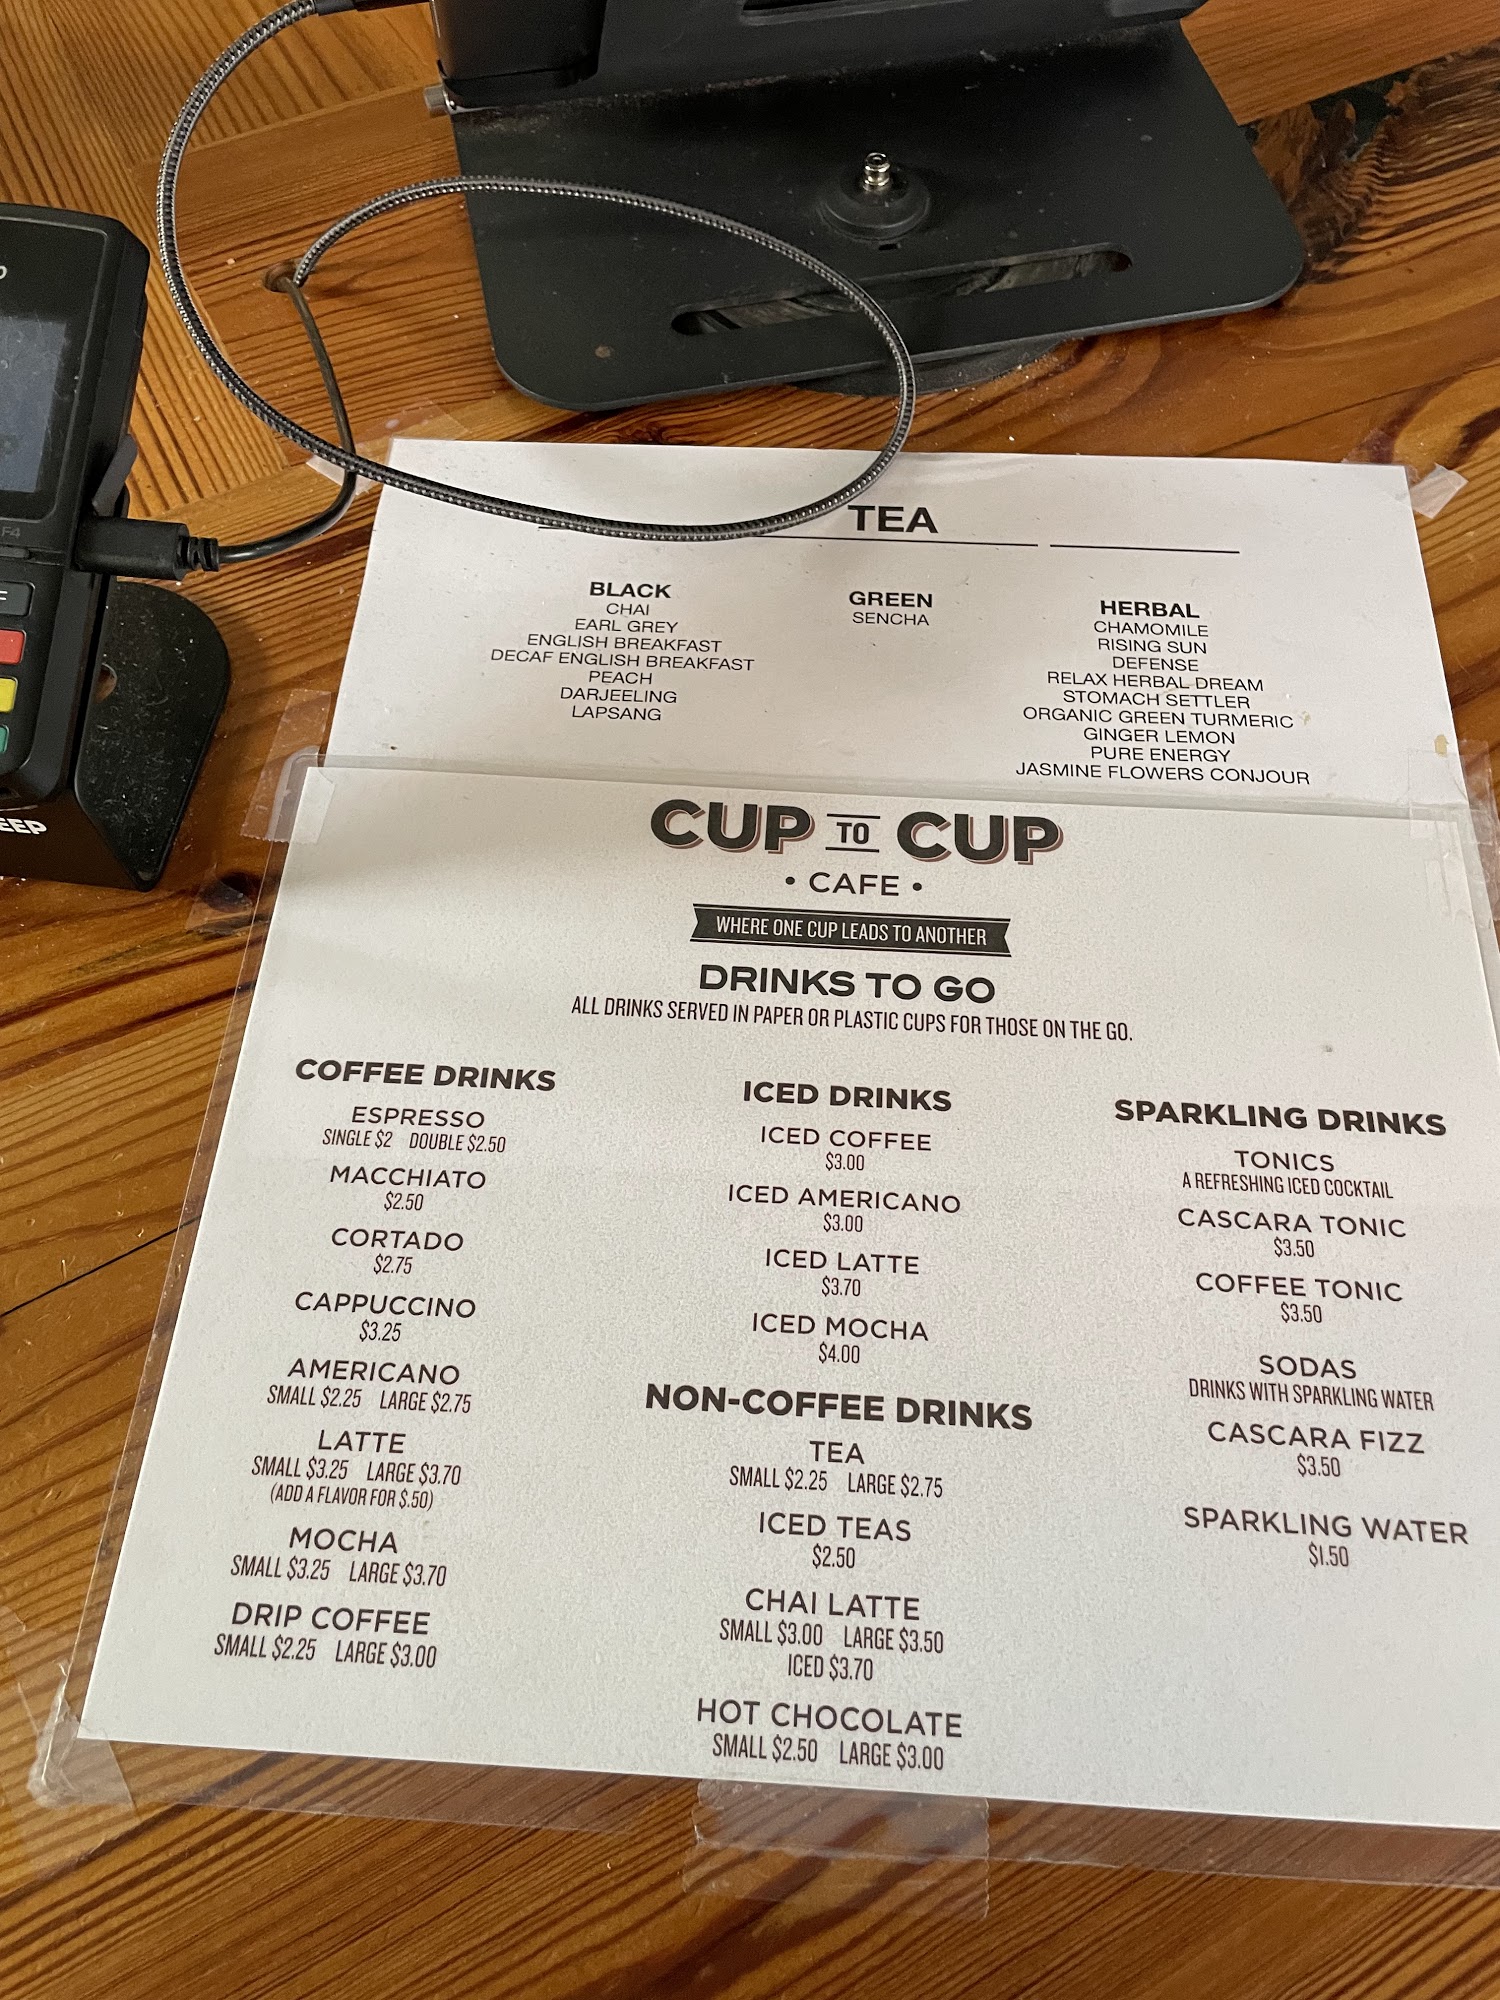 F4
F
EEP
TEA
BLACK
CHAI
EARL GREY
ENGLISH BREAKFAST
DECAF ENGLISH BREAKFAST
PEACH
DARJEELING
LAPSANG
GREEN
SENCHA
HERBAL
CHAMOMILE
RISING SUN
DEFENSE
RELAX HERBAL DREAM
STOMACH SETTLER
ORGANIC GREEN TURMERIC
GINGER LEMON
PURE ENERGY
JASMINE FLOWERS CONJOUR
CUP TO CUP
• CAFE •
WHERE ONE CUP LEADS TO ANOTHER
DRINKS TO GO
ALL DRINKS SERVED IN PAPER OR PLASTIC CUPS FOR THOSE ON THE GO.
COFFEE DRINKS
ESPRESSO
SINGLE $2 DOUBLE $2.50
MACCHIATO
$2.50
CORTADO
$2.75
CAPPUCCINO
$3.25
AMERICANO
SMALL $2.25 LARGE $2.75
LATTE
SMALL $3.25 LARGE $3.70
(ADD A FLAVOR FOR $.50)
MOCHA
SMALL $3.25 LARGE $3.70
DRIP COFFEE
SMALL $2.25 LARGE $3.00
ICED DRINKS
ICED COFFEE
$3.00
ICED AMERICANO
$3.00
ICED LATTE
$3.70
ICED MOCHA
$4.00
NON-COFFEE DRINKS
TEA
SMALL $2.25 LARGE $2.75
ICED TEAS
$2.50
CHAI LATTE
SMALL $3.00 LARGE $3.50
ICED $3.70
HOT CHOCOLATE
SMALL $2.50 LARGE $3.00
SPARKLING DRINKS
TONICS
A REFRESHING ICED COCKTAIL
CASCARA TONIC
$3.50
COFFEE TONIC
$3.50
SODAS
DRINKS WITH SPARKLING WATER
CASCARA FIZZ
$3.50
SPARKLING WATER
$1.50